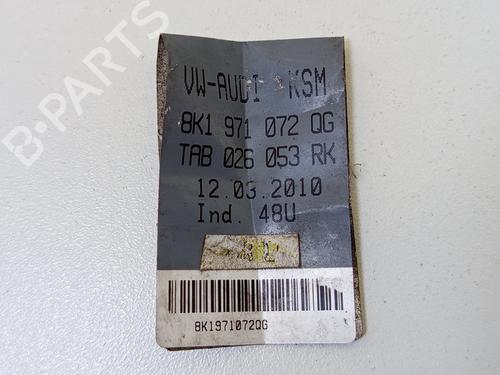 B-PARTS
VW-AUDI KSM
8K1 971 072 QG
TAB 026 053 RK
12.03.2010
Ind. 48U
8K1971072QG